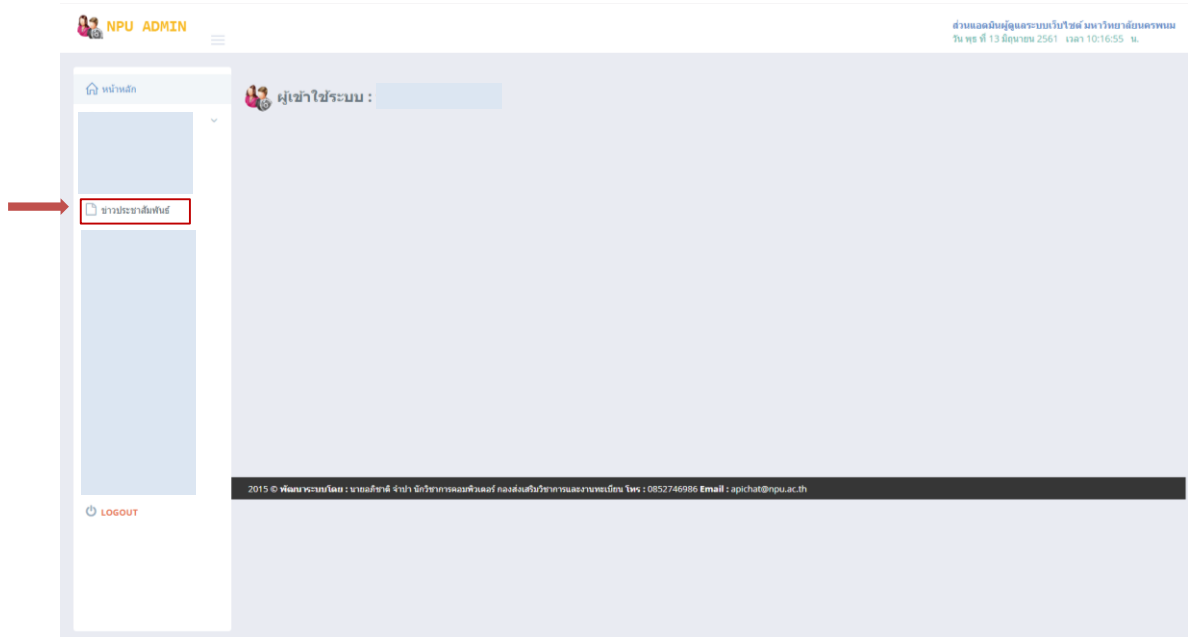 NPU ADMIN
ส่วนแอดมินผู้ดูแลระบบเว็บไซต์ มหาวิทยาลัยนครพนม
วัน พุธ ที่ 13 มิถุนายน 2561 เวลา 10:16:55 น.
หน้าหลัก
ผู้เข้าใช้ระบบ :
ข่าวประชาสัมพันธ์
2015 © พัฒนาระบบโดย : นายอภิชาติ จำปา นักวิชาการคอมพิวเตอร์ กองส่งเสริมวิชาการและงานทะเบียน โทร : 0852746986 Email : apichat@npu.ac.th
LOGOUT